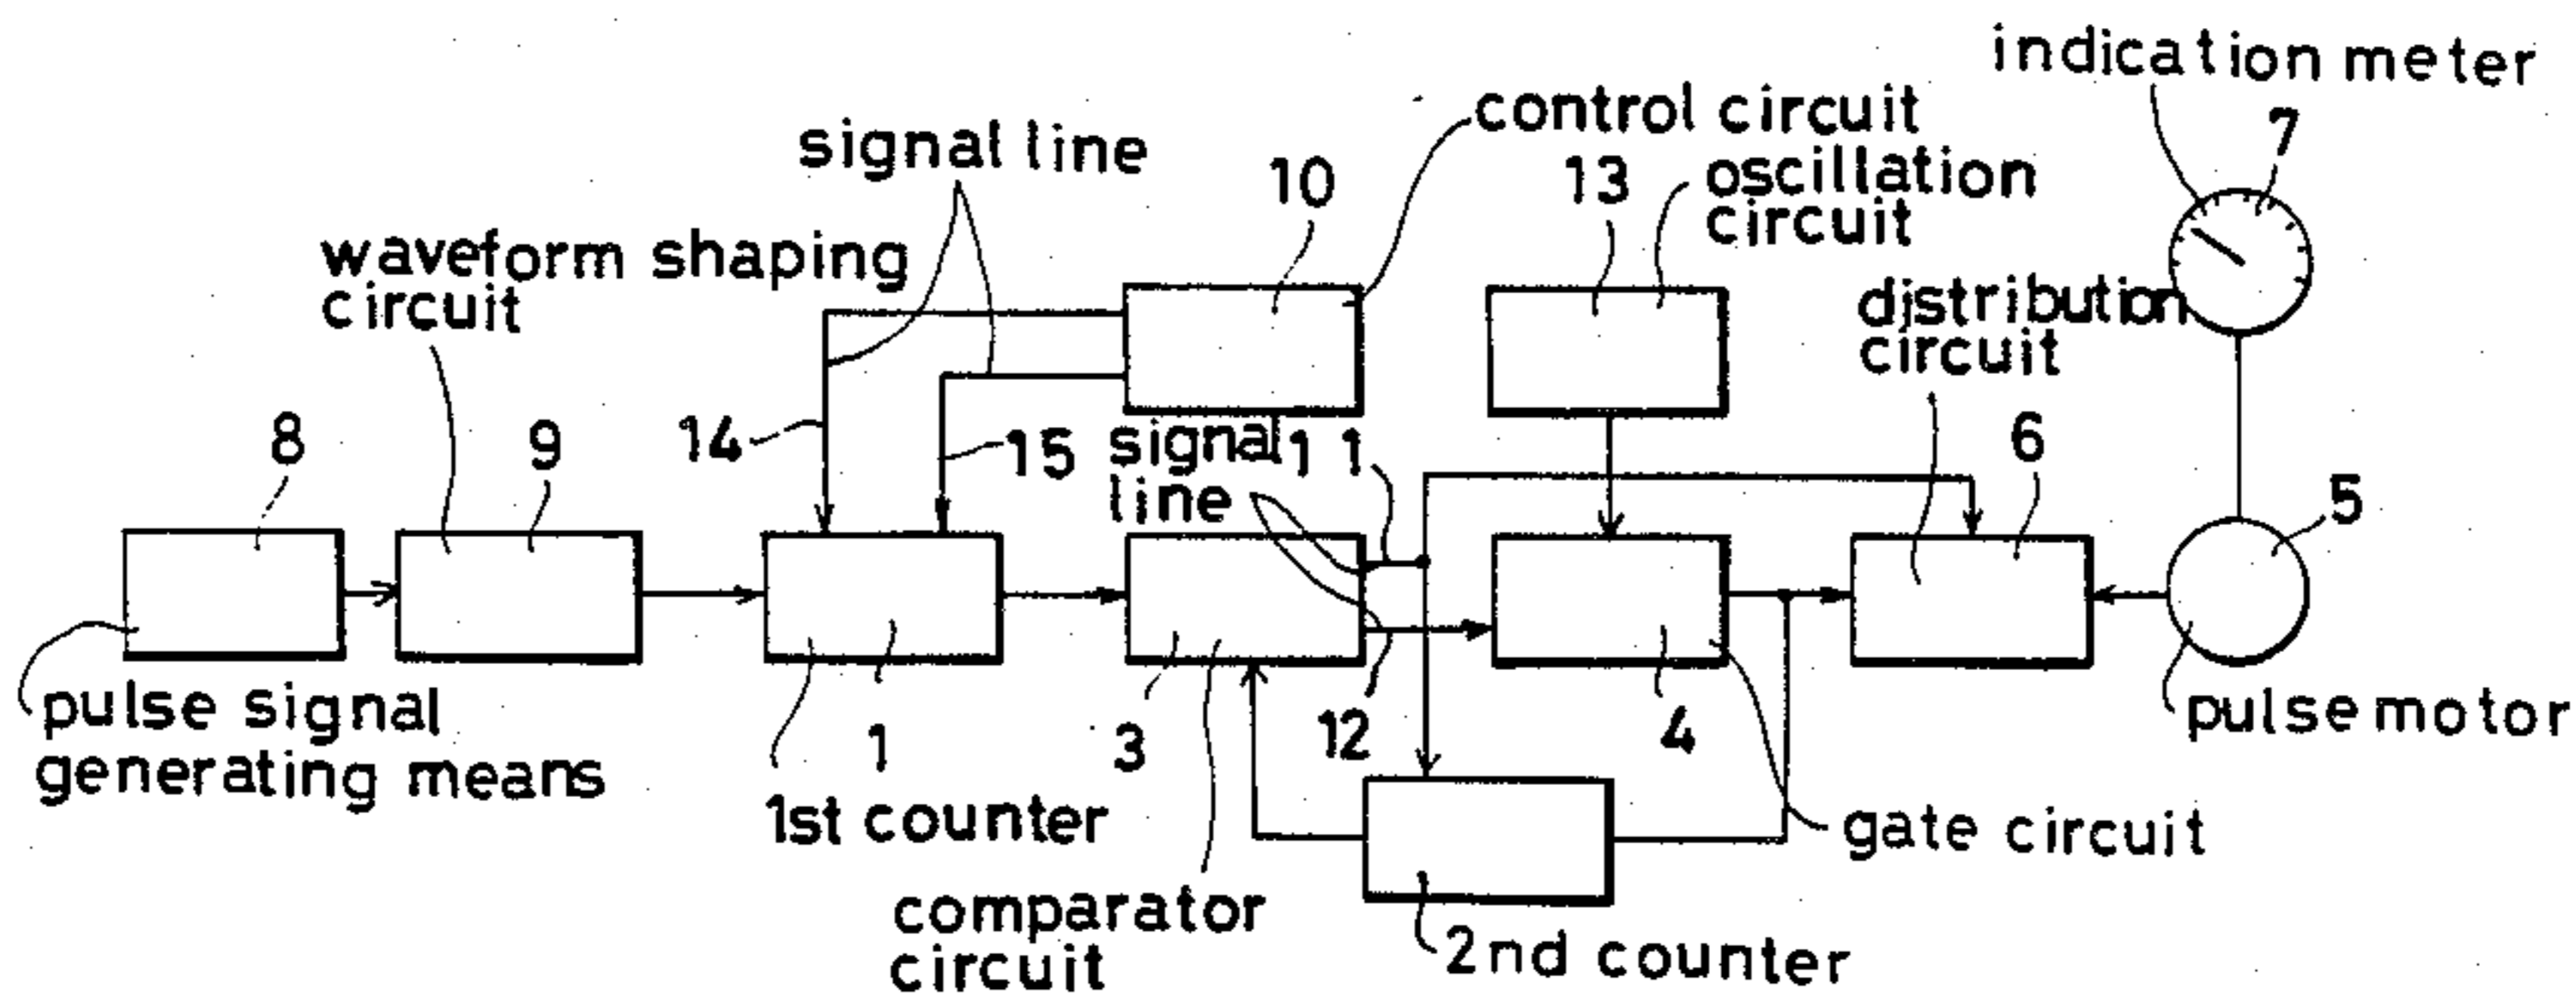 indication meter
7
control circuit
signal line
10
13
oscillation
circuit
waveform shaping
circuit
distribution
circuit
8
9
14
15
signal
line
11
6
5
pulse signal
generating means
1
1st counter
3
12
4
pulse motor
gate circuit
comparator
circuit
2nd counter